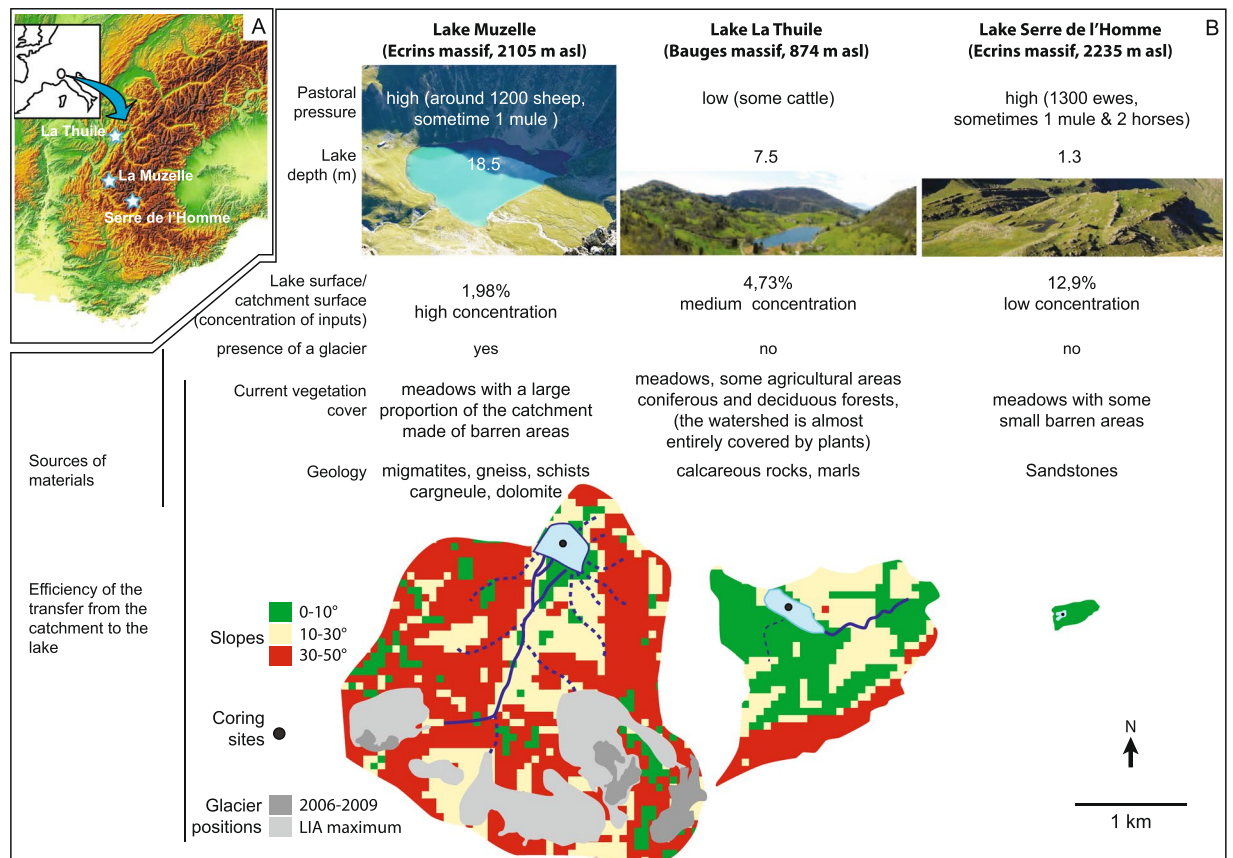 A
La Thuile
La Muzelle
Serre de l'Homme
B
Lake Muzelle
(Ecrins massif, 2105 m asl)
Lake La Thuile
(Bauges massif, 874 m asl)
Lake Serre de l'Homme
(Ecrins massif, 2235 m asl)
Pastoral
pressure
high (around 1200 sheep,
sometime 1 mule )
low (some cattle)
high (1300 ewes,
sometimes 1 mule & 2 horses)
Lake
depth (m)
18.5
7.5
1.3
Lake surface/
catchment surface
(concentration of inputs)
1,98%
high concentration
4,73%
medium concentration
12,9%
low concentration
presence of a glacier
yes
no
no
Current vegetation
cover
meadows with a large
proportion of the catchment
made of barren areas
meadows, some agricultural areas
coniferous and deciduous forests,
(the watershed is almost
entirely covered by plants)
meadows with some
small barren areas
Sources of
materials
Geology
migmatites, gneiss, schists
cargneule, dolomite
calcareous rocks, marls
Sandstones
Efficiency of the
transfer from the
catchment to the
lake
Slopes
0-10°
10-30°
30-50°
Coring
sites
Glacier
positions
2006-2009
LIA maximum
N
1 km